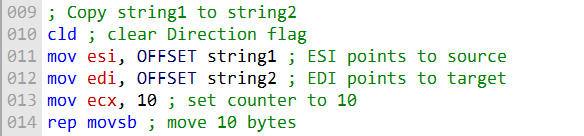 009 ; Copy string1 to string2
010 cld ; clear Direction flag
011 mov esi, OFFSET string1 ; ESI points to source
012 mov edi, OFFSET string2 ; EDI points to target
013 mov ecx, 10 ; set counter to 10
014 rep movsb ; move 10 bytes